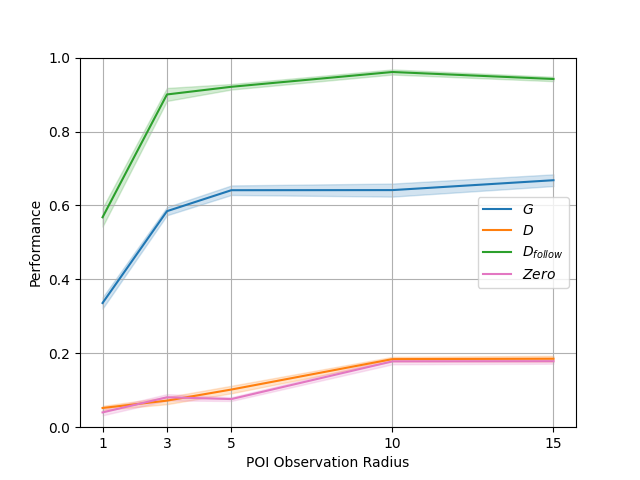 1.0
0.8
0.6
0.4
0.2
0.0
Performance
G
D
D_follow
Zero
1 3 5 10 15
POI Observation Radius